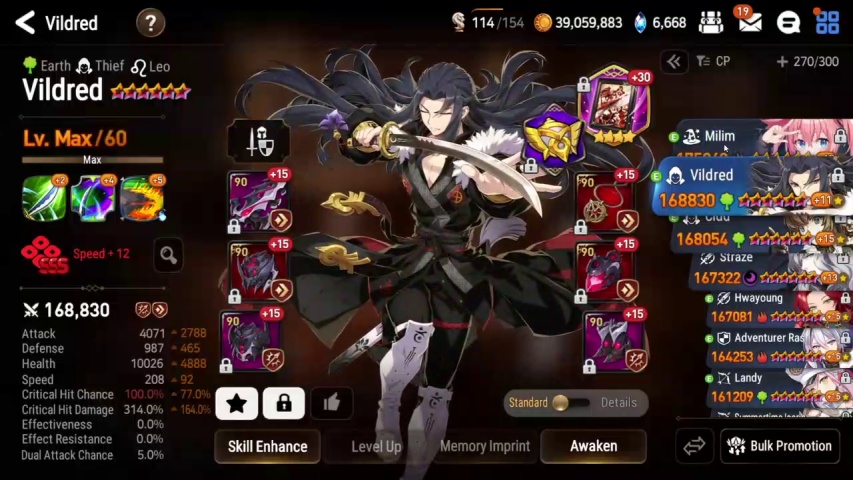 Vildred
?
114/154
39,059,883
6,668
19
Earth Thief Leo
Vildred
Lv. Max/60
Max
+2
+4
+5
Speed + 12
168,830
Attack 4071 2788
Defense 987 465
Health 10026 4888
Speed 208 92
Critical Hit Chance 100.0% 77.0%
Critical Hit Damage 314.0% 164.0%
Effectiveness 0.0%
Effect Resistance 0.0%
Dual Attack Chance 5.0%
90 +15
90 +15
90 +15
+30
90 +15
90 +15
90 +15
Standard Details
Skill Enhance
Level Up
Memory Imprint
Awaken
CP
+ 270/300
Milim
Vildred
168830 +11
168054 +15
Straze
167322
Hwayoung
167081
Adventurer Ras
164253
Landy
161209
Bulk Promotion